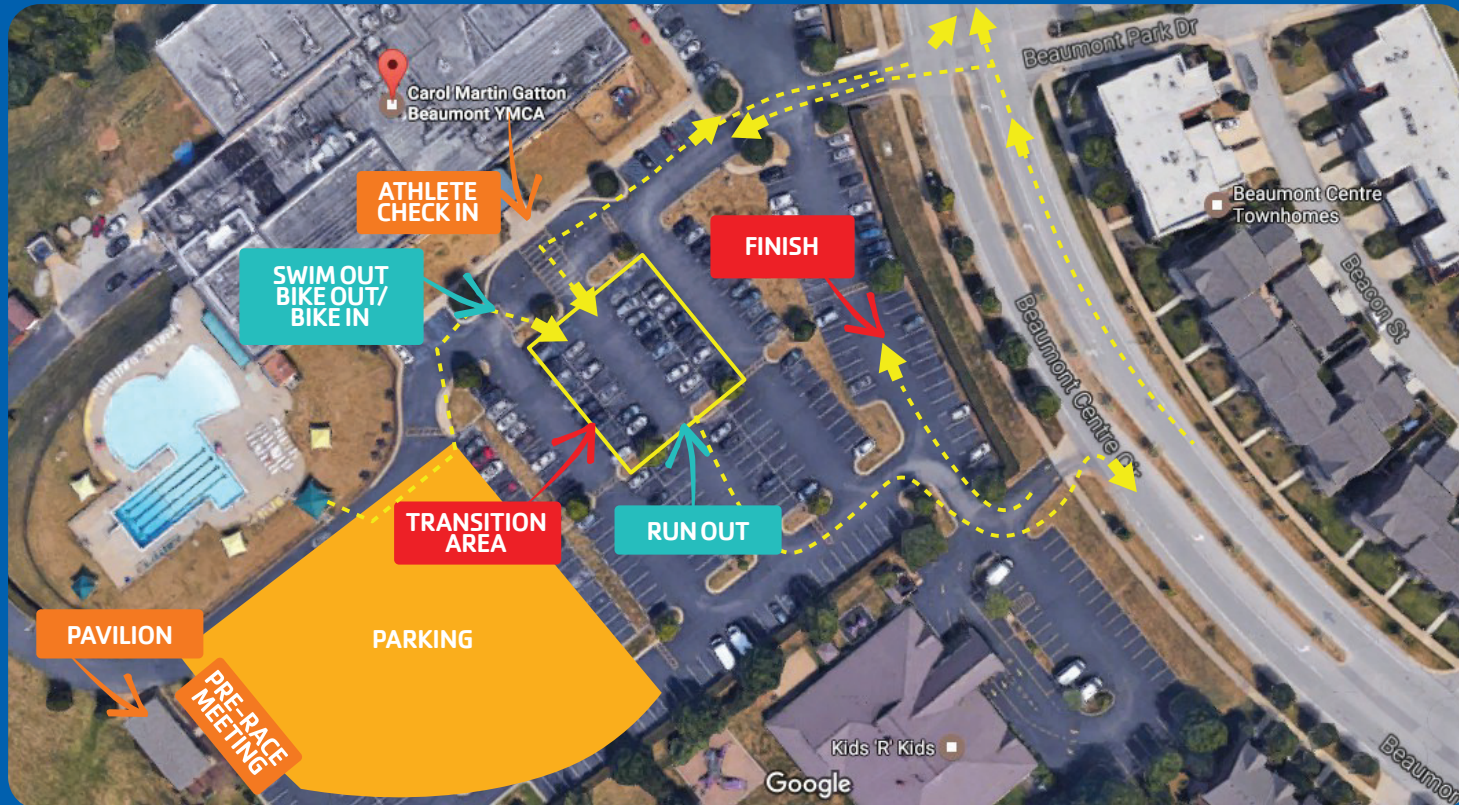 Beaumont Park Dr
Carol Martin Gatton
Beaumont YMCA
ATHLETE
CHECK IN
Beaumont Centre
Townhomes
FINISH
SWIM OUT
BIKE OUT/
BIKE IN
Beacon St
Beaumont Centre Cir
TRANSITION
AREA
RUN OUT
PAVILION
PARKING
PRE-RACE
MEETING
Kids 'R' Kids
Beaumont
Google